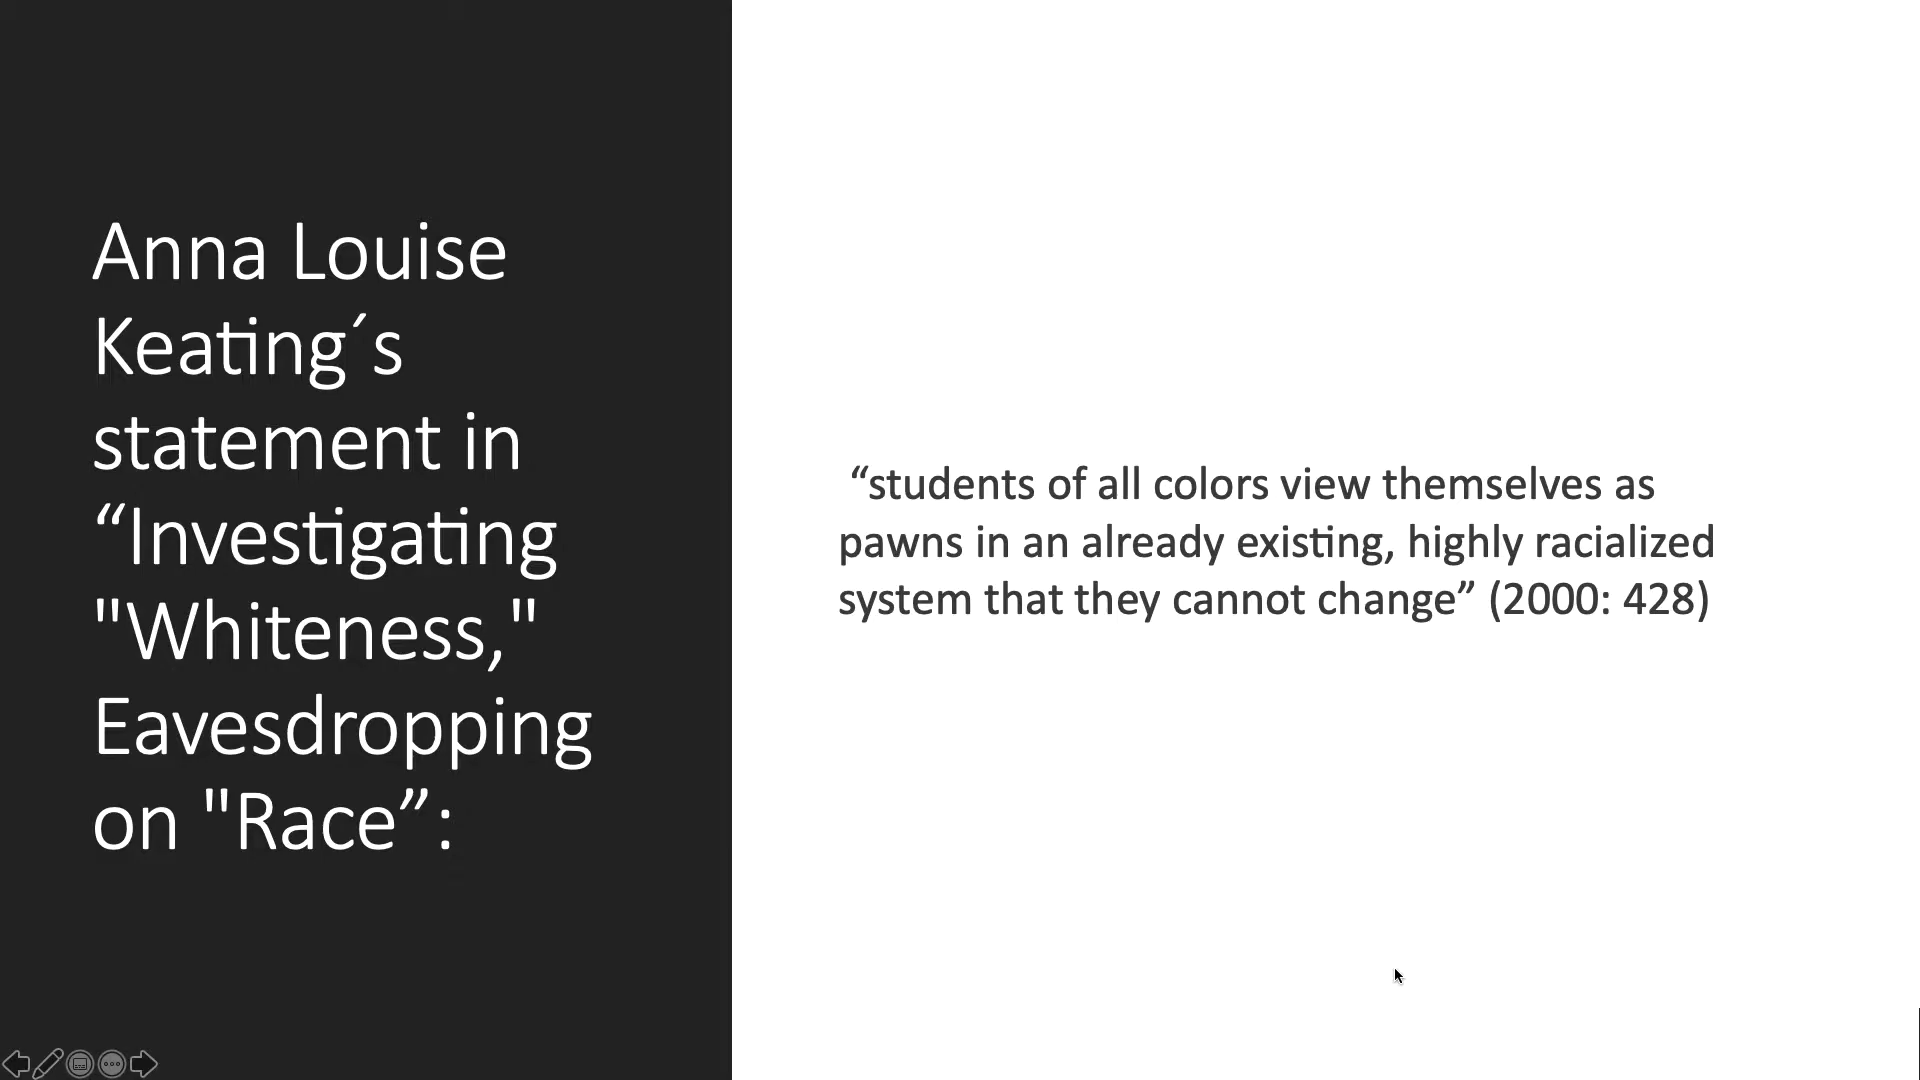 Anna Louise
Keating´s
statement in
“Investigating
"Whiteness,"
Eavesdropping
on "Race”:
“students of all colors view themselves as
pawns in an already existing, highly racialized
system that they cannot change” (2000: 428)